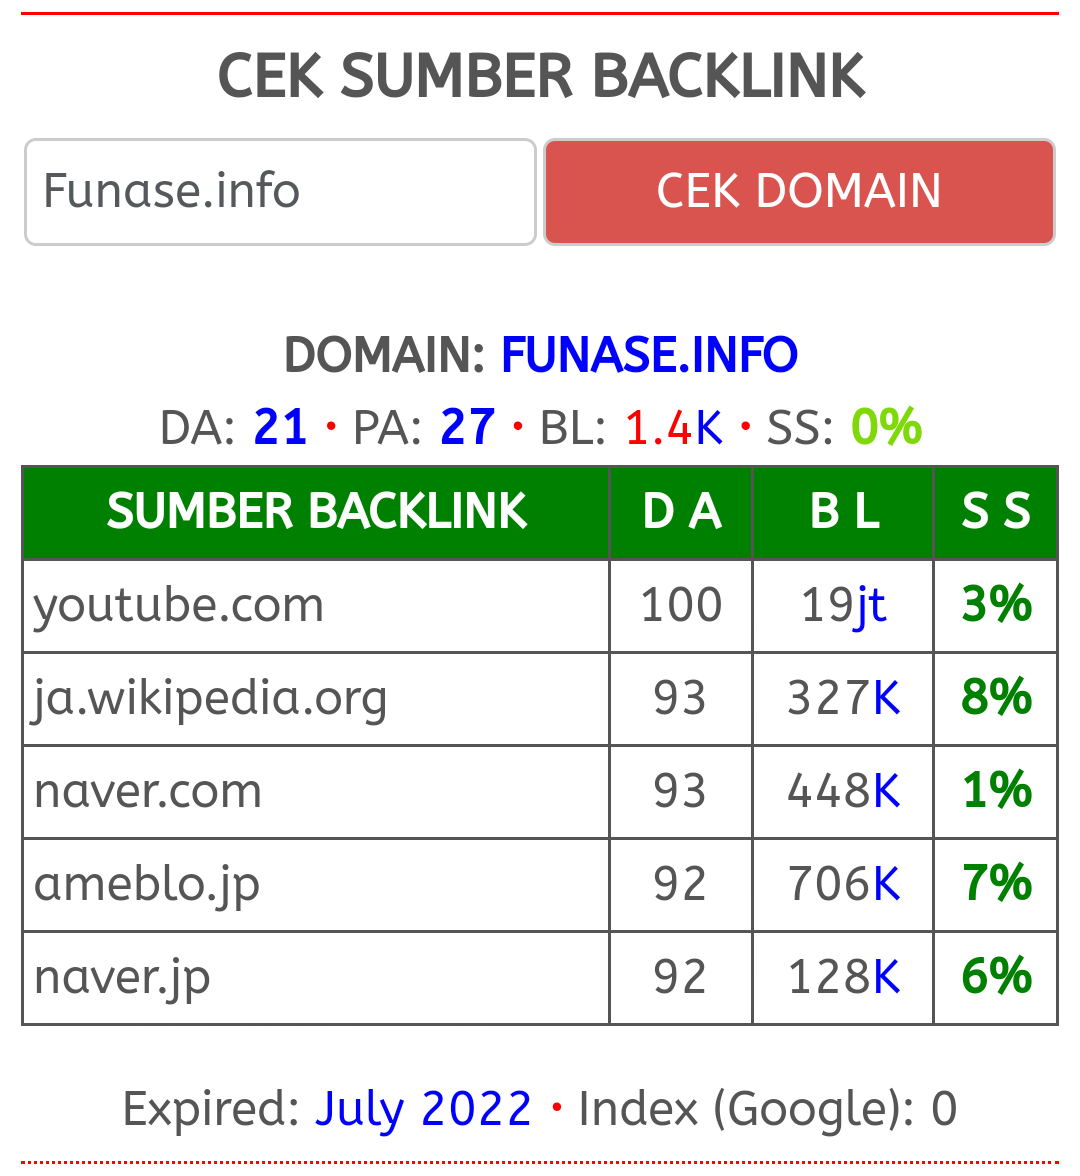 CEK SUMBER BACKLINK
Funase.info CEK DOMAIN
DOMAIN: FUNASE.INFO
DA: 21 • PA: 27 • BL: 1.4K • SS: 0%
SUMBER BACKLINK D A B L S S
youtube.com 100 19jt 3%
ja.wikipedia.org 93 327K 8%
naver.com 93 448K 1%
ameblo.jp 92 706K 7%
naver.jp 92 128K 6%
Expired: July 2022 • Index (Google): 0